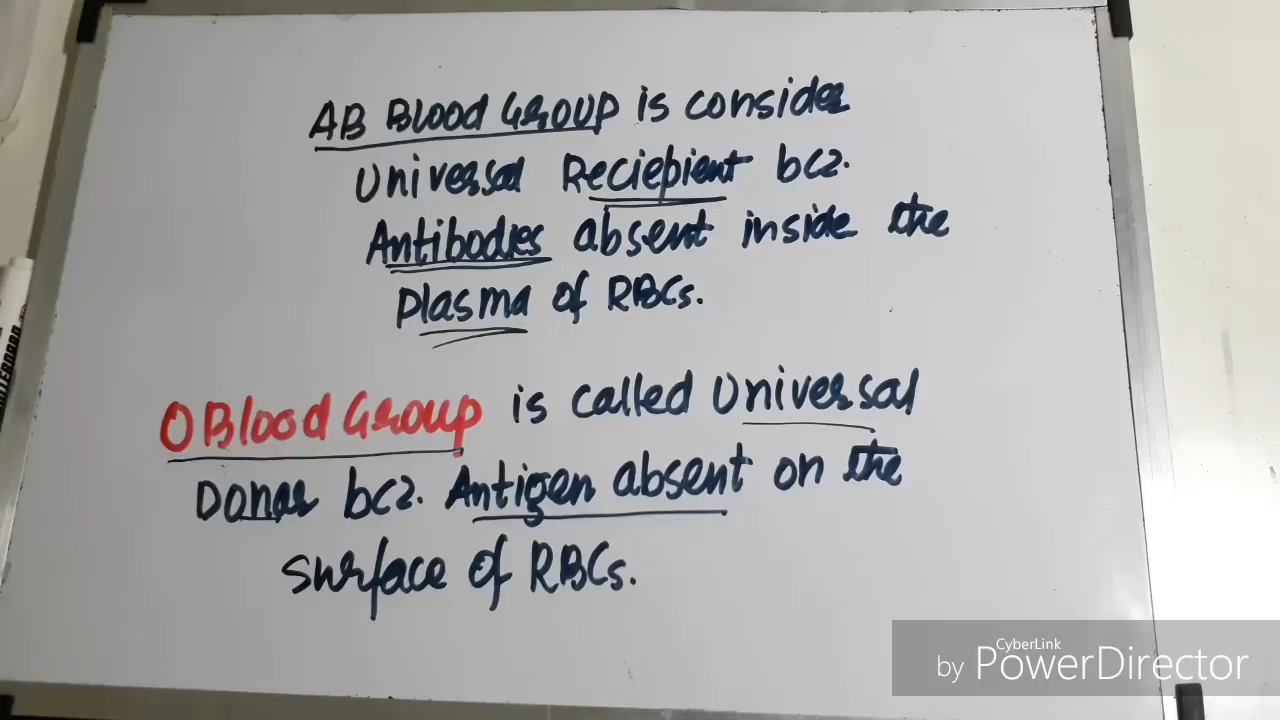 AB Blood Group is consider
Universal Reciepient bcz.
Antibodies absent inside the
Plasma of RBCs.
O Blood Group is called Universal
Donar bcz. Antigen absent on the
surface of RBCs.
CyberLink
by PowerDirector